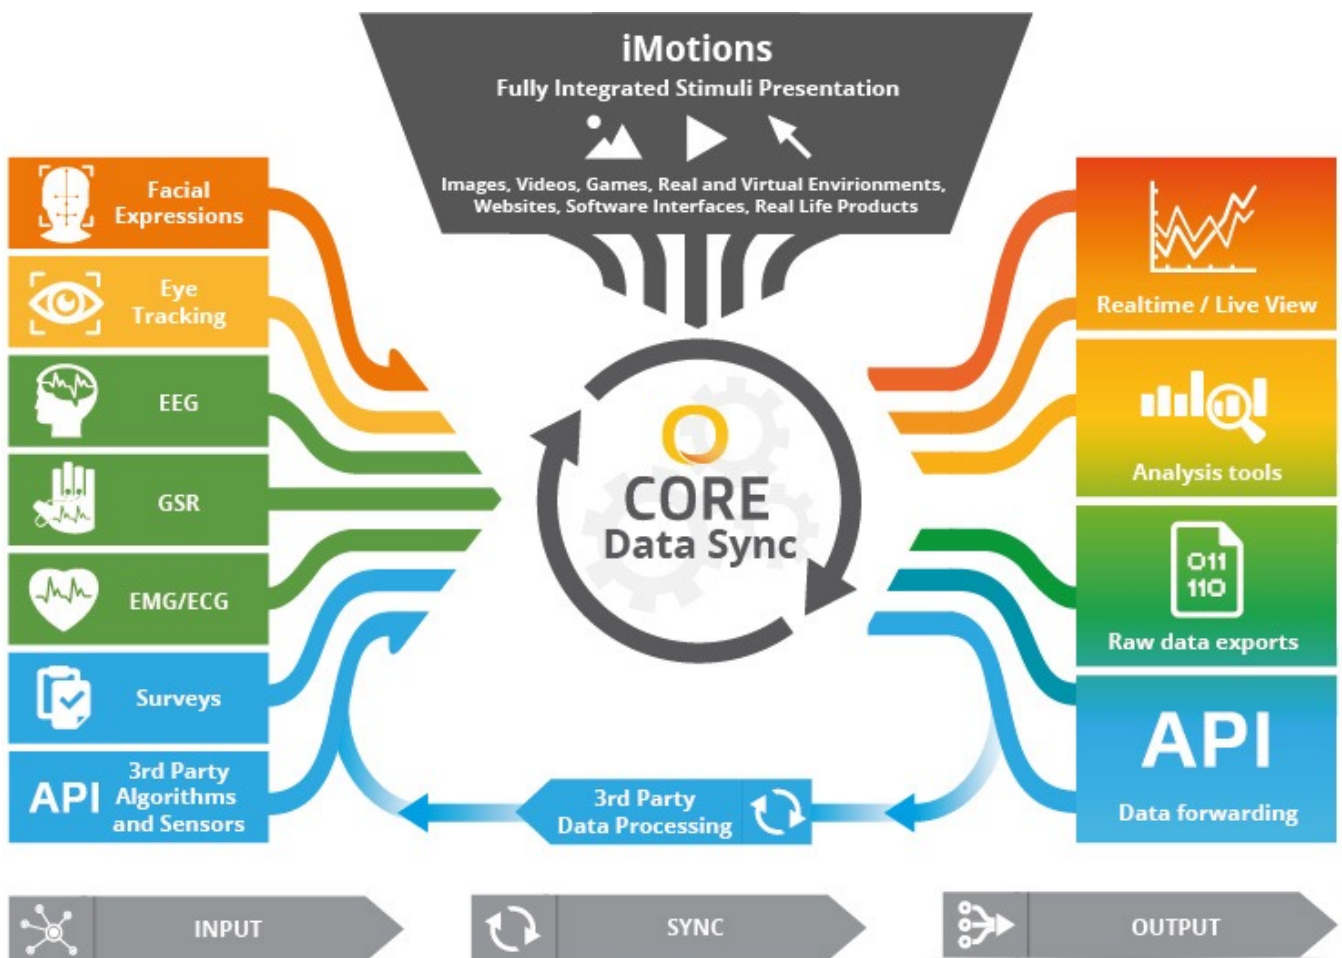 iMotions
Fully Integrated Stimuli Presentation
Images, Videos, Games, Real and Virtual Envirionments,
Websites, Software Interfaces, Real Life Products
Facial
Expressions
Eye
Tracking
EEG
GSR
EMG/ECG
Surveys
API
3rd Party
Algorithms
and Sensors
CORE
Data Sync
3rd Party
Data Processing
Realtime / Live View
Analysis tools
011
110
Raw data exports
API
Data forwarding
INPUT
SYNC
OUTPUT